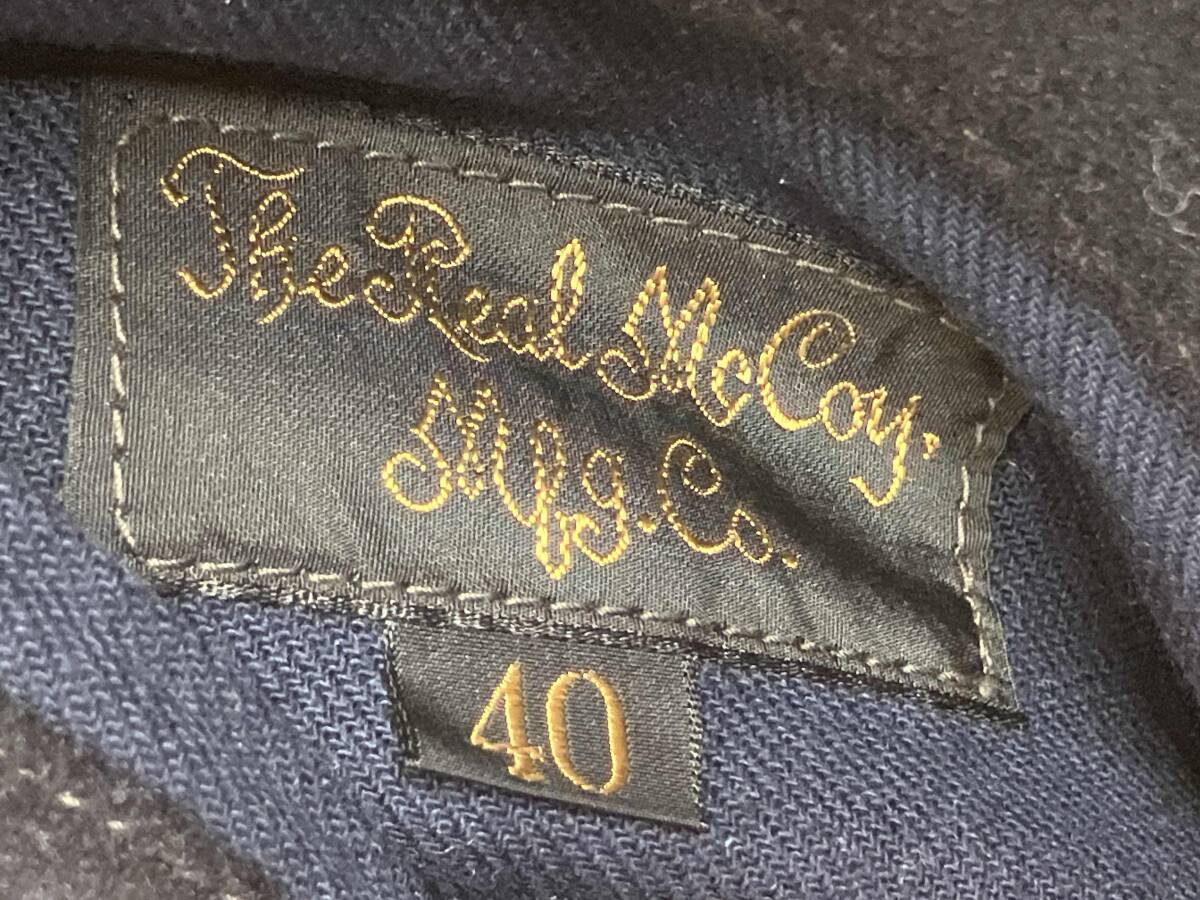 The Real McCoy.
Mfg. Co.
40